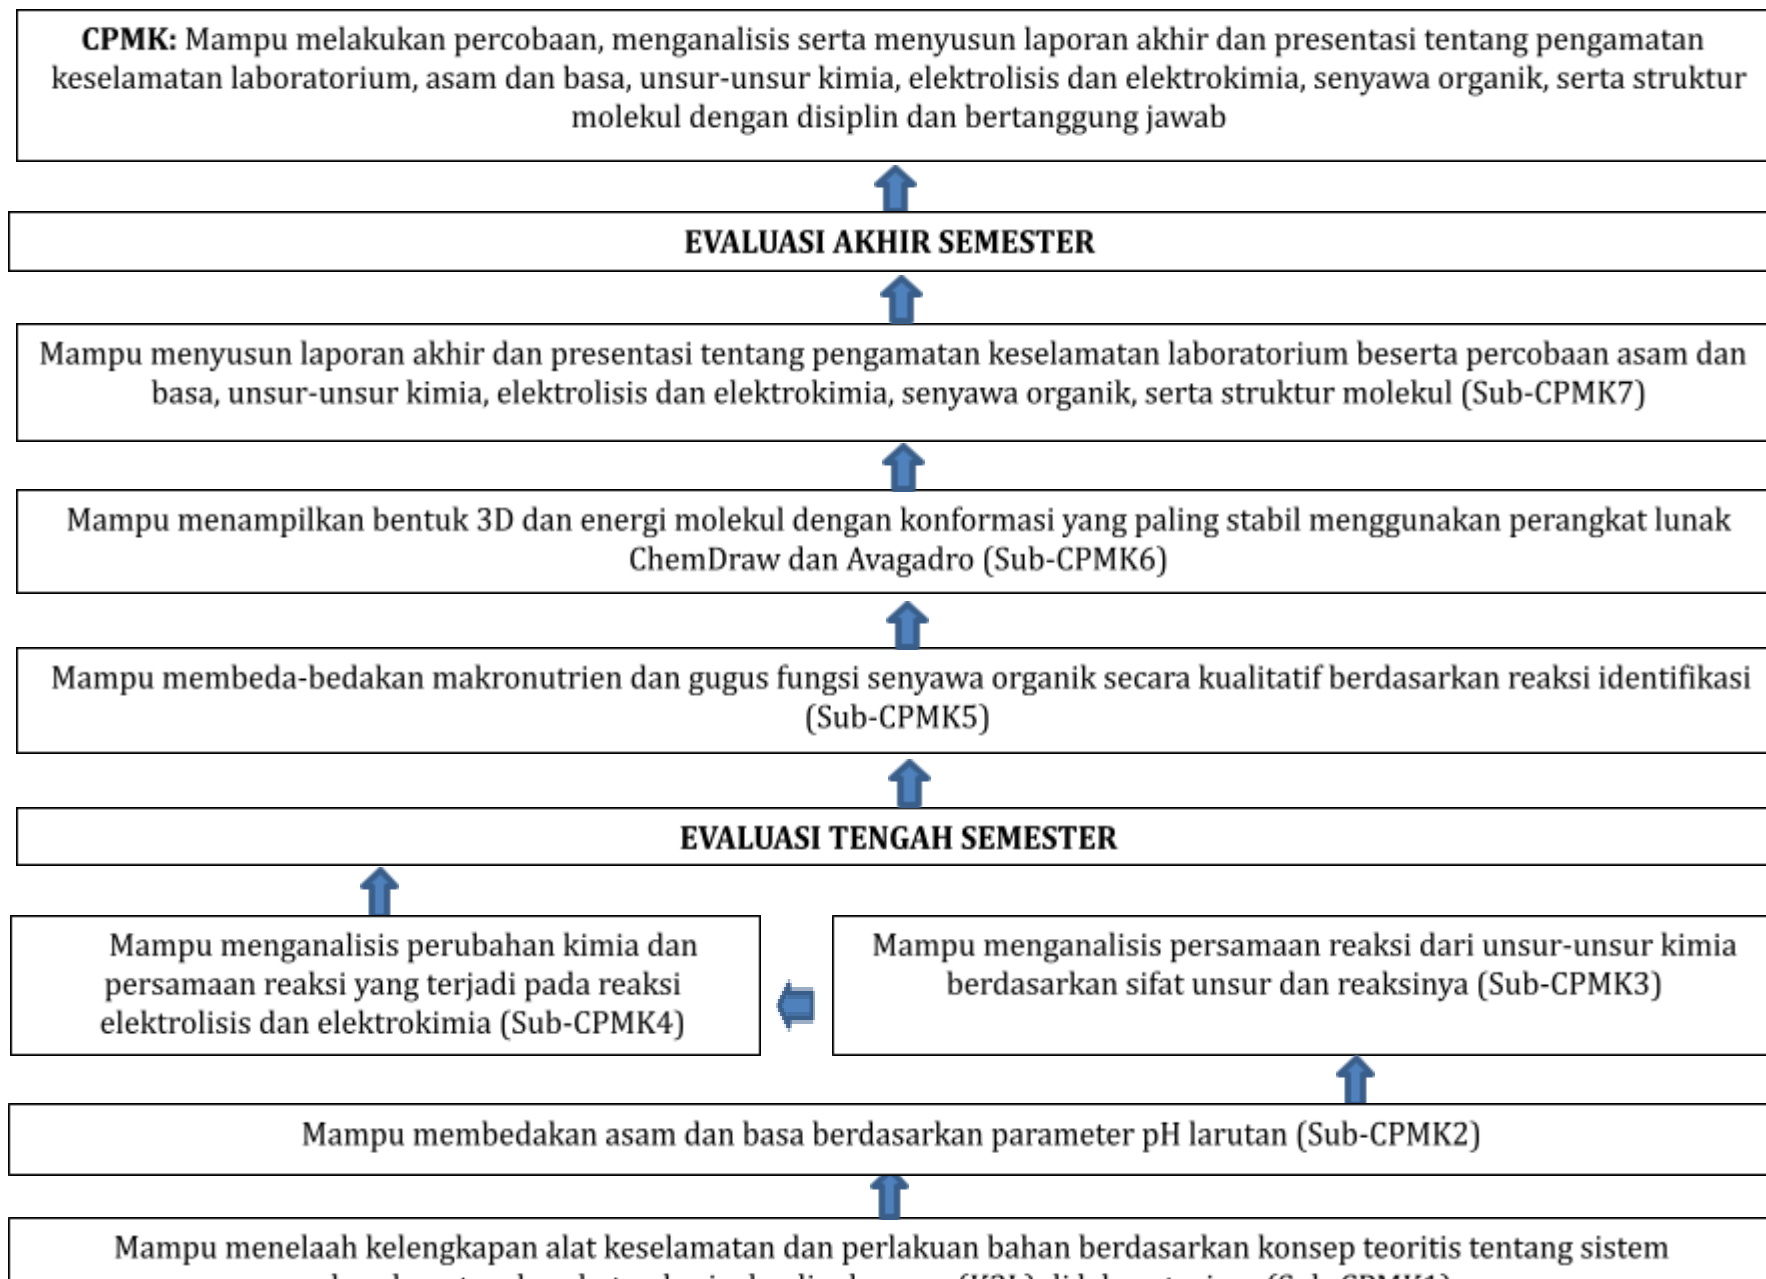 CPMK: Mampu melakukan percobaan, menganalisis serta menyusun laporan akhir dan presentasi tentang pengamatan
keselamatan laboratorium, asam dan basa, unsur-unsur kimia, elektrolisis dan elektrokimia, senyawa organik, serta struktur
molekul dengan disiplin dan bertanggung jawab
EVALUASI AKHIR SEMESTER
Mampu menyusun laporan akhir dan presentasi tentang pengamatan keselamatan laboratorium beserta percobaan asam dan
basa, unsur-unsur kimia, elektrolisis dan elektrokimia, senyawa organik, serta struktur molekul (Sub-CPMK7)
Mampu menampilkan bentuk 3D dan energi molekul dengan konformasi yang paling stabil menggunakan perangkat lunak
ChemDraw dan Avagadro (Sub-CPMK6)
Mampu membeda-bedakan makronutrien dan gugus fungsi senyawa organik secara kualitatif berdasarkan reaksi identifikasi
(Sub-CPMK5)
EVALUASI TENGAH SEMESTER
Mampu menganalisis perubahan kimia dan
persamaan reaksi yang terjadi pada reaksi
elektrolisis dan elektrokimia (Sub-CPMK4)
Mampu menganalisis persamaan reaksi dari unsur-unsur kimia
berdasarkan sifat unsur dan reaksinya (Sub-CPMK3)
Mampu membedakan asam dan basa berdasarkan parameter pH larutan (Sub-CPMK2)
Mampu menelaah kelengkapan alat keselamatan dan perlakuan bahan berdasarkan konsep teoritis tentang sistem